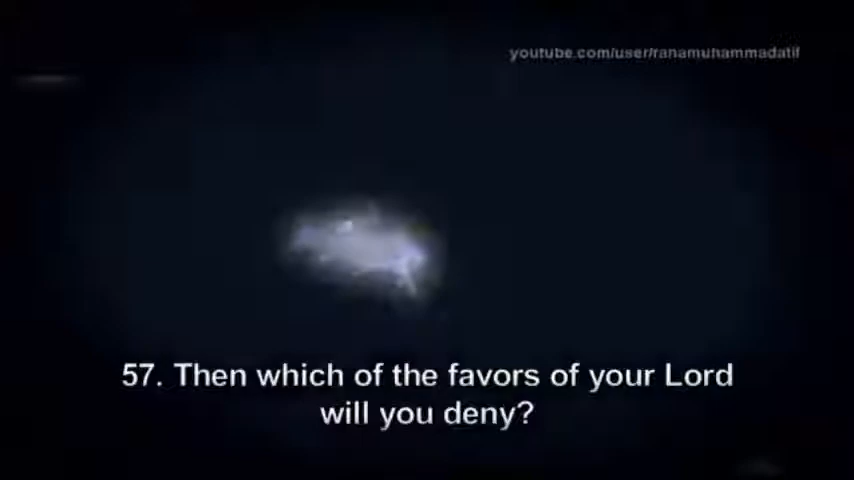 youtube.com/user/ranamuhammadatif
57. Then which of the favors of your Lord
will you deny?